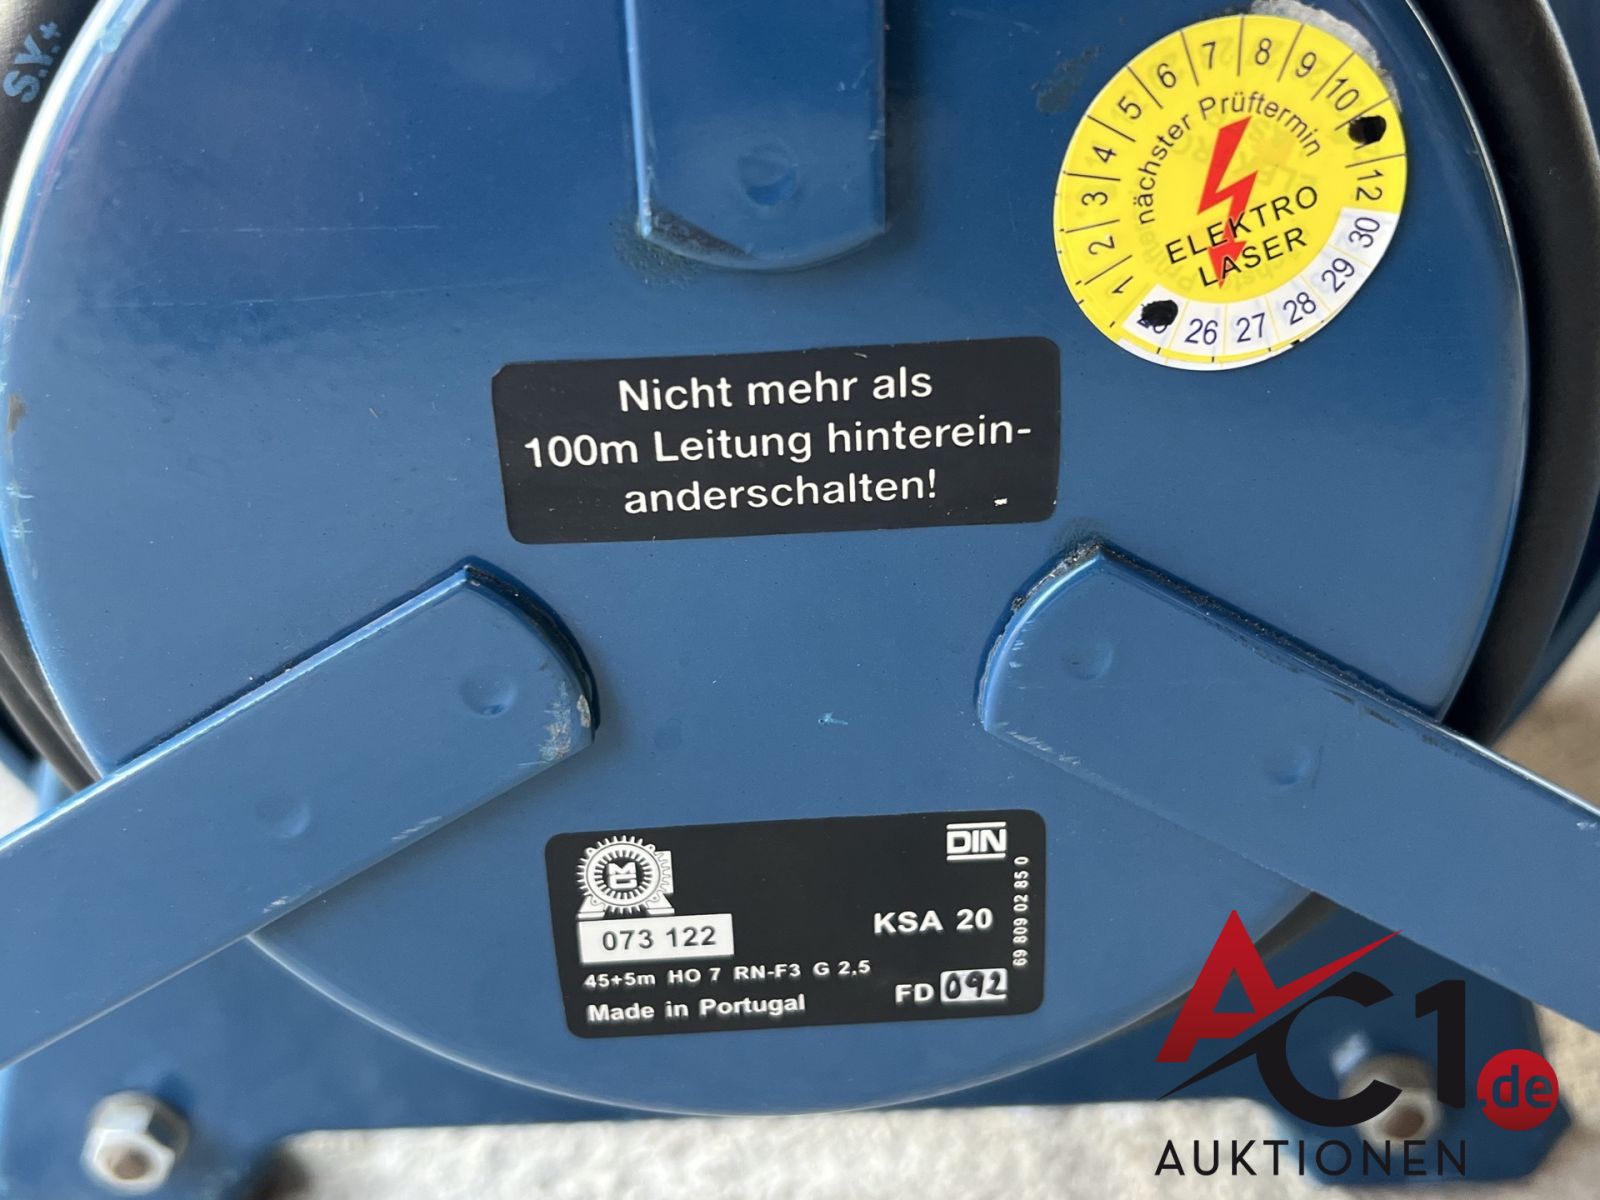 S.Y.+
1 2 3 4 5 6 7 8 9 10 12
nächster Prüftermin
ELEKTRO
LASER
26 27 28 29 30
Nicht mehr als
100m Leitung hinterein-
anderschalten!
DIN
073 122
KSA 20
45+5m HO 7 RN-F3 G 2,5
Made in Portugal
FD 092
69 809 02 85 0
AC1.de
AUKTIONEN